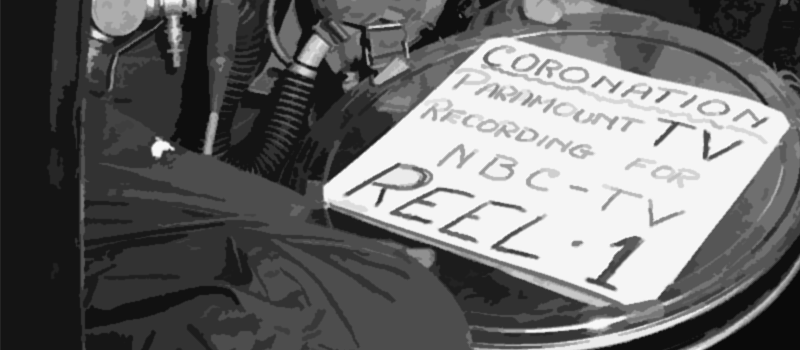 CORONATION
PARAMOUNT TV
RECORDING FOR
NBC-TV
REEL·1